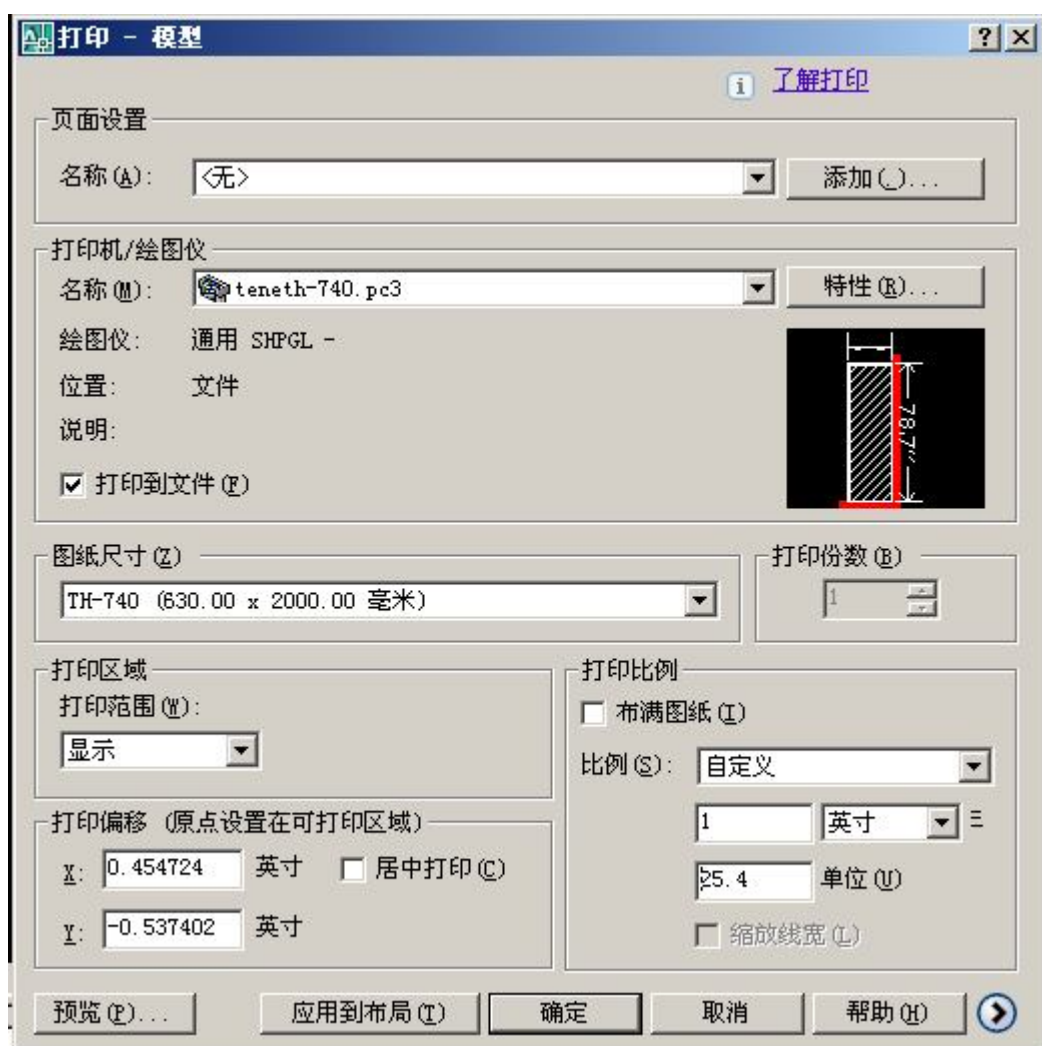 打印 - 模型
了解打印
页面设置
名称(A): <无> 添加(.)...
打印机/绘图仪
名称(M): teneth-740.pc3 特性(R)...
绘图仪: 通用 SHPGL -
位置: 文件
说明:
78.7″
打印到文件(F)
图纸尺寸(Z)
TH-740 (630.00 x 2000.00 毫米)
打印份数(B)
1
打印区域
打印范围(W):
显示
打印偏移 (原点设置在可打印区域)
X: 0.454724 英寸 居中打印(C)
Y: -0.537402 英寸
打印比例
布满图纸(I)
比例(S): 自定义
1 英寸
25.4 单位(U)
缩放线宽(L)
预览(P)... 应用到布局(T) 确定 取消 帮助(H)